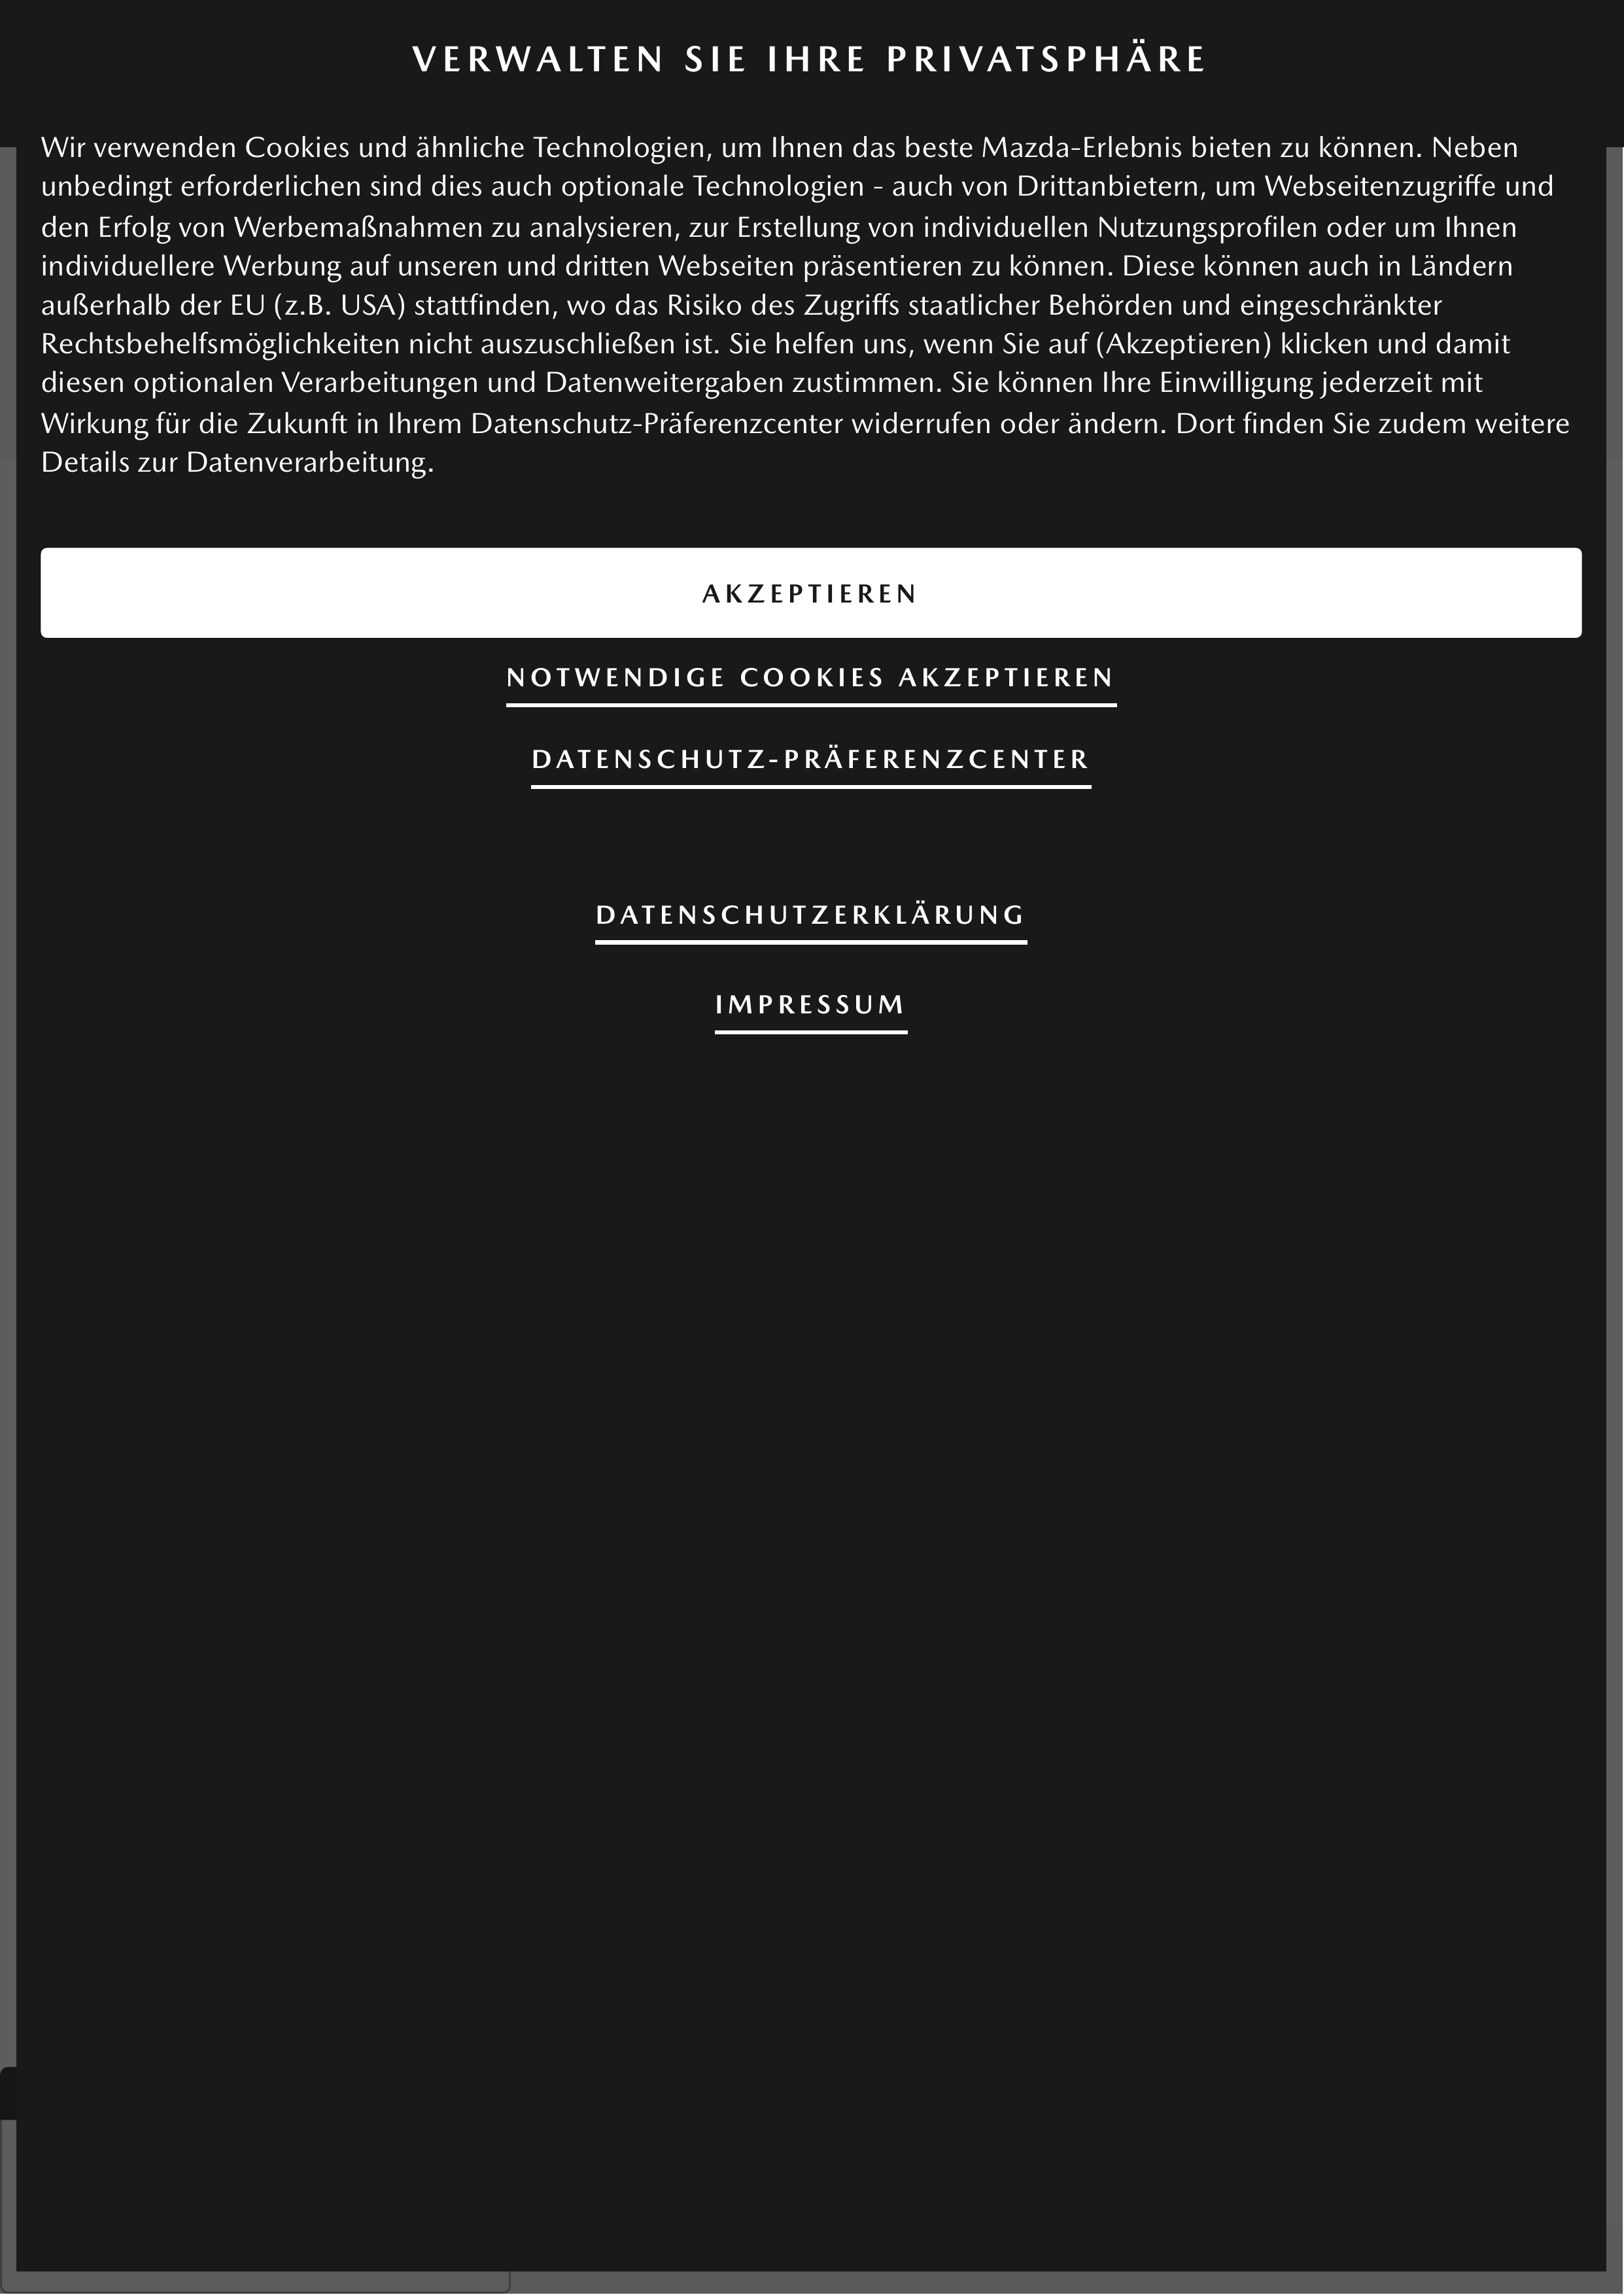 VERWALTEN SIE IHRE PRIVATSPHÄRE
Wir verwenden Cookies und ähnliche Technologien, um Ihnen das beste Mazda-Erlebnis bieten zu können. Neben
unbedingt erforderlichen sind dies auch optionale Technologien - auch von Drittanbietern, um Webseitenzugriffe und
den Erfolg von Werbemaßnahmen zu analysieren, zur Erstellung von individuellen Nutzungsprofilen oder um Ihnen
individuellere Werbung auf unseren und dritten Webseiten präsentieren zu können. Diese können auch in Ländern
außerhalb der EU (z.B. USA) stattfinden, wo das Risiko des Zugriffs staatlicher Behörden und eingeschränkter
Rechtsbehelfsmöglichkeiten nicht auszuschließen ist. Sie helfen uns, wenn Sie auf (Akzeptieren) klicken und damit
diesen optionalen Verarbeitungen und Datenweitergaben zustimmen. Sie können Ihre Einwilligung jederzeit mit
Wirkung für die Zukunft in Ihrem Datenschutz-Präferenzcenter widerrufen oder ändern. Dort finden Sie zudem weitere
Details zur Datenverarbeitung.
AKZEPTIEREN
NOTWENDIGE COOKIES AKZEPTIEREN
DATENSCHUTZ-PRÄFERENZCENTER
DATENSCHUTZERKLÄRUNG
IMPRESSUM